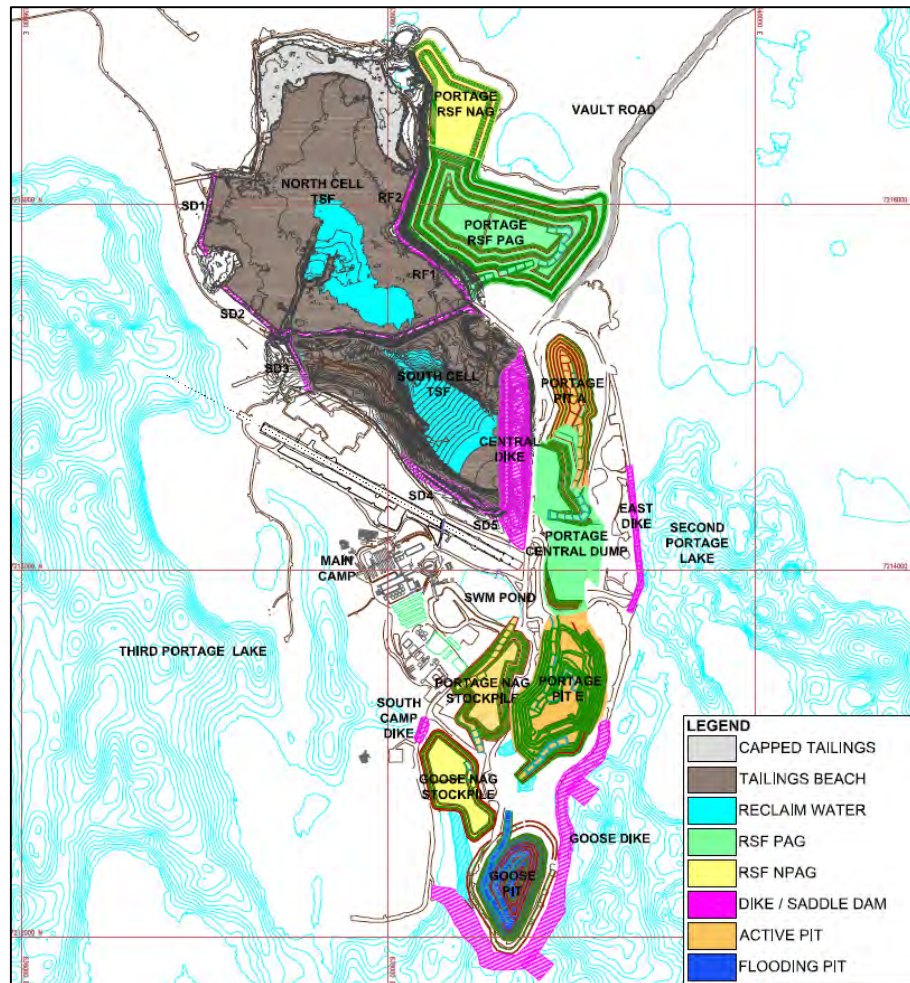 PORTAGE
RSF NAG
VAULT ROAD
NORTH CELL
TSF
SD1
RF2
PORTAGE
RSF PAG
RF1
SD2
SD3
SOUTH CELL
TSF
PORTAGE
PIT A
CENTRAL
DIKE
SD4
SD5
EAST
DIKE
SECOND
PORTAGE
LAKE
PORTAGE
CENTRAL DUMP
MAIN
CAMP
SWM POND
THIRD PORTAGE LAKE
PORTAGE NAG
STOCKPILE
PORTAGE
PIT E
SOUTH
CAMP
DIKE
GOOSE NAG
STOCKPILE
GOOSE DIKE
GOOSE
PIT
7214000 N
LEGEND
CAPPED TAILINGS
TAILINGS BEACH
RECLAIM WATER
RSF PAG
RSF NPAG
DIKE / SADDLE DAM
ACTIVE PIT
FLOODING PIT